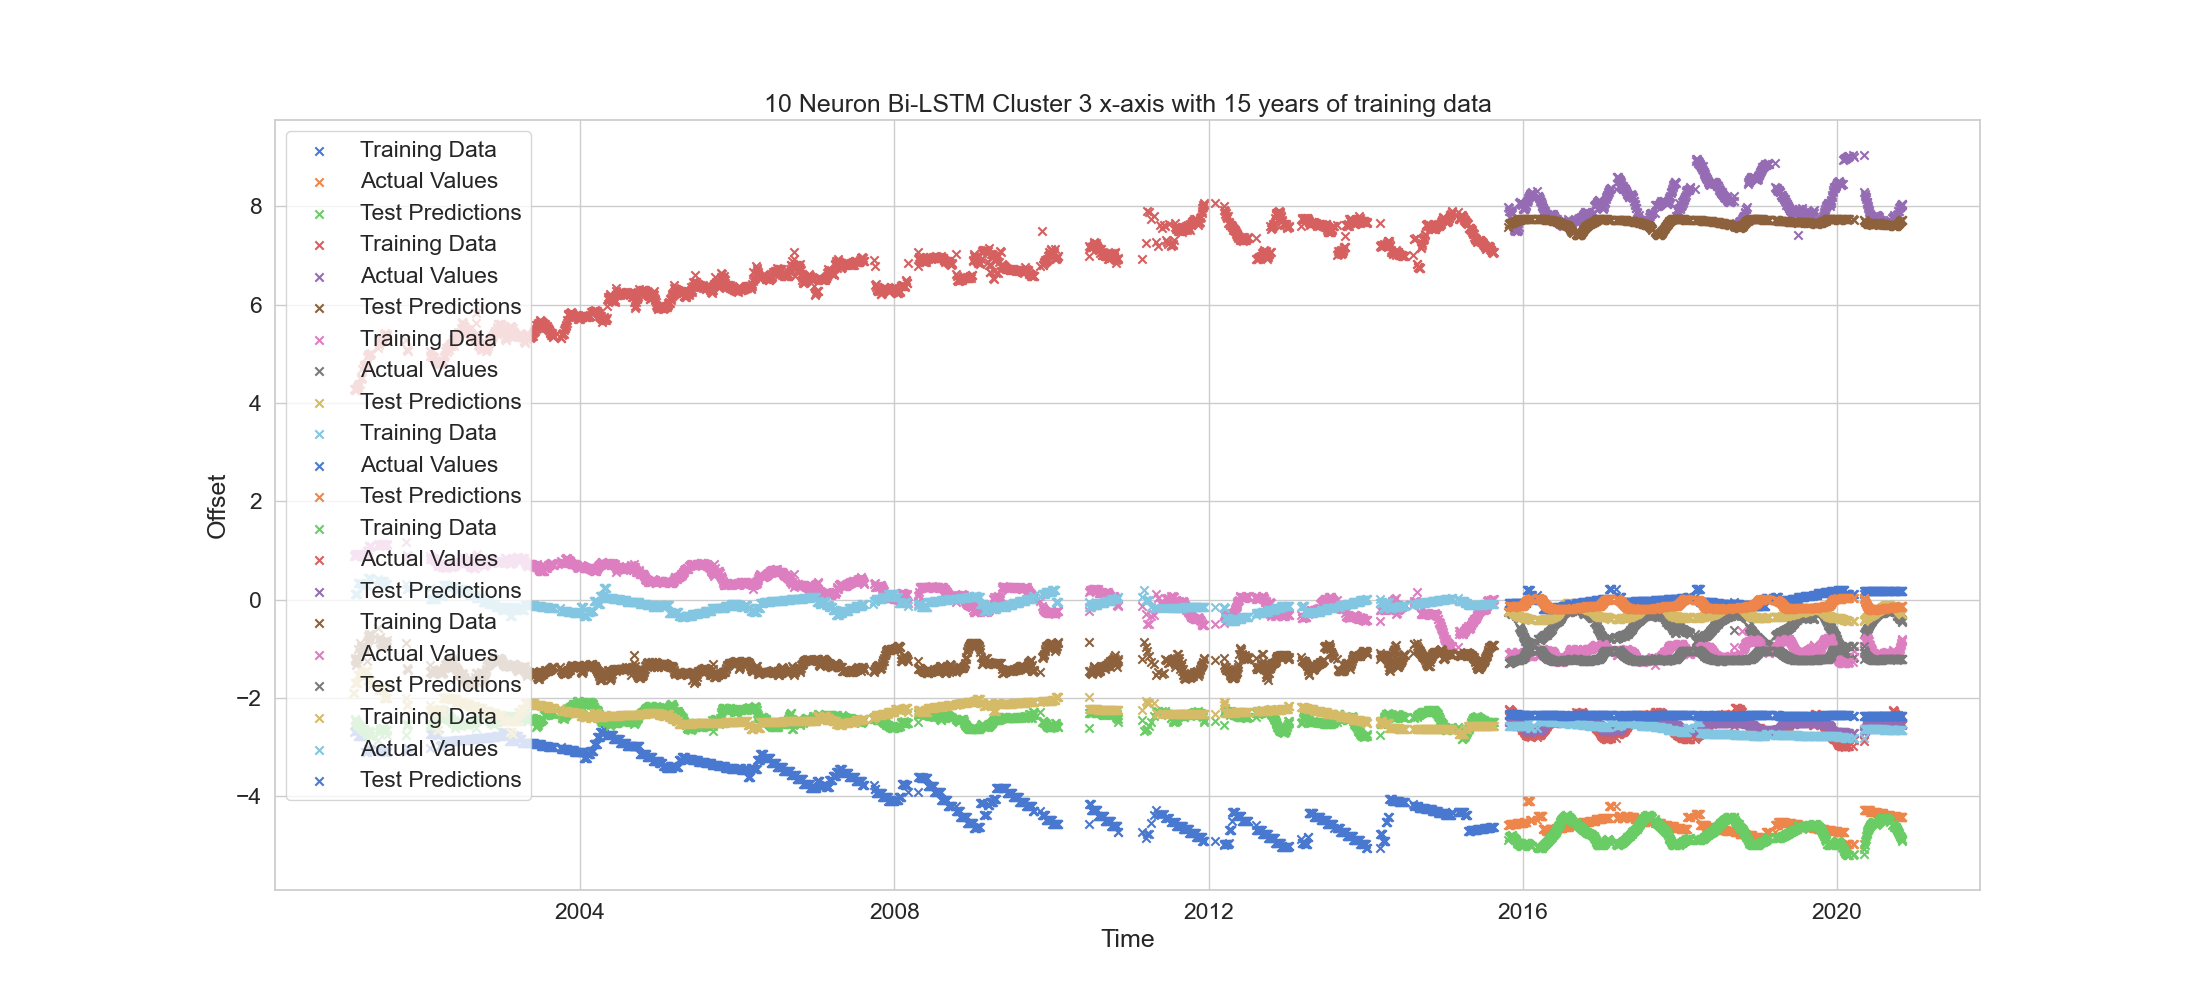 10 Neuron Bi-LSTM Cluster 3 x-axis with 15 years of training data
Training Data
Actual Values
Test Predictions
Training Data
Actual Values
Test Predictions
Training Data
Actual Values
Test Predictions
Training Data
Actual Values
Test Predictions
Training Data
Actual Values
Test Predictions
Training Data
Actual Values
Test Predictions
Training Data
Actual Values
Test Predictions
8
6
4
2
0
−2
−4
Offset
2004
2008
2012
2016
2020
Time